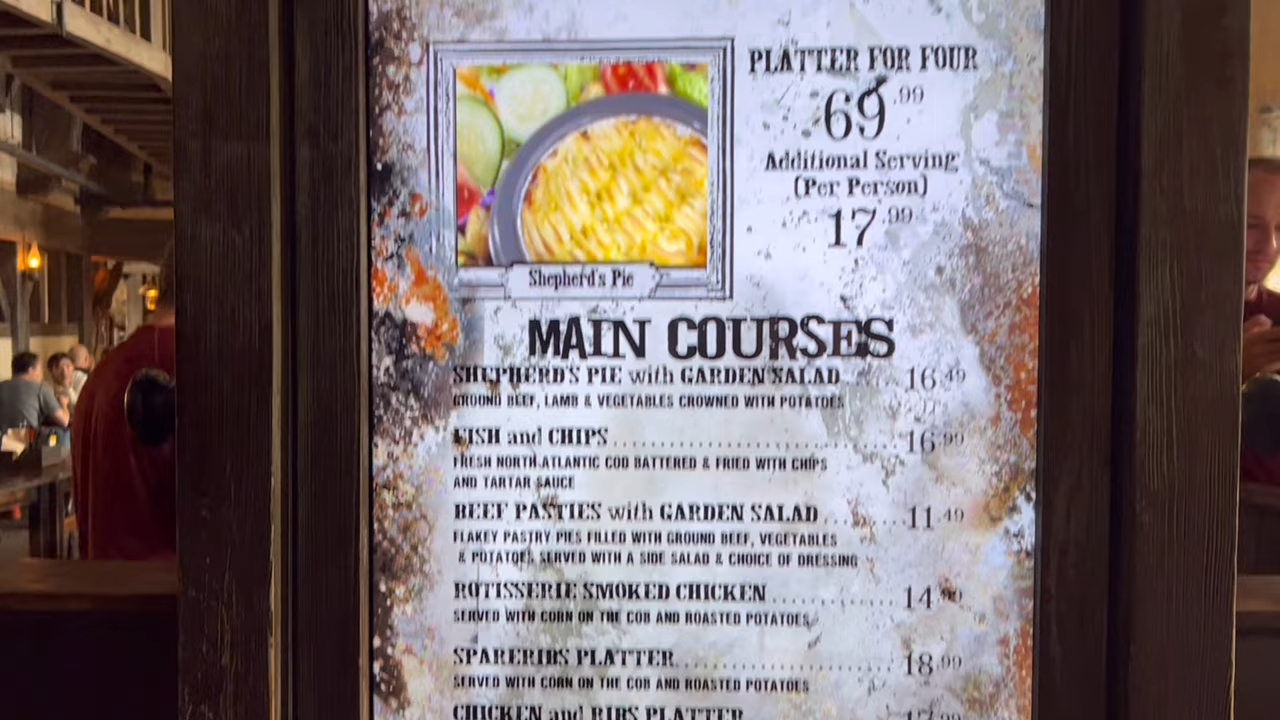 PLATTER FOR FOUR
69.99
Additional Serving
(Per Person)
17.99
Shepherd's Pie
MAIN COURSES
SHEPHERD'S PIE with GARDEN SALAD 16.49
GROUND BEEF, LAMB & VEGETABLES CROWNED WITH POTATOES
FISH and CHIPS 16.99
FRESH NORTH ATLANTIC COD BATTERED & FRIED WITH CHIPS
AND TARTAR SAUCE
BEEF PASTIES with GARDEN SALAD 11.49
FLAKEY PASTRY PIES FILLED WITH GROUND BEEF, VEGETABLES
& POTATOES SERVED WITH A SIDE SALAD & CHOICE OF DRESSING
ROTISSERIE SMOKED CHICKEN 14.99
SERVED WITH CORN ON THE COB AND ROASTED POTATOES
SPARERIBS PLATTER 18.99
SERVED WITH CORN ON THE COB AND ROASTED POTATOES
CHICKEN and RIBS PLATTER